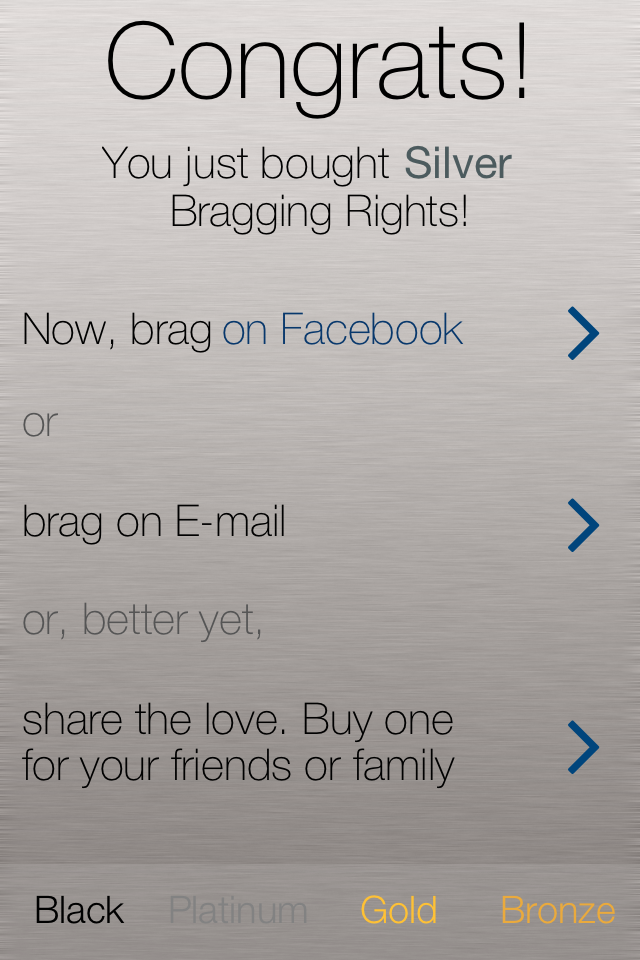 Congrats!
You just bought Silver
Bragging Rights!
Now, brag on Facebook
or
brag on E-mail
or, better yet,
share the love. Buy one
for your friends or family
Black Platinum Gold Bronze